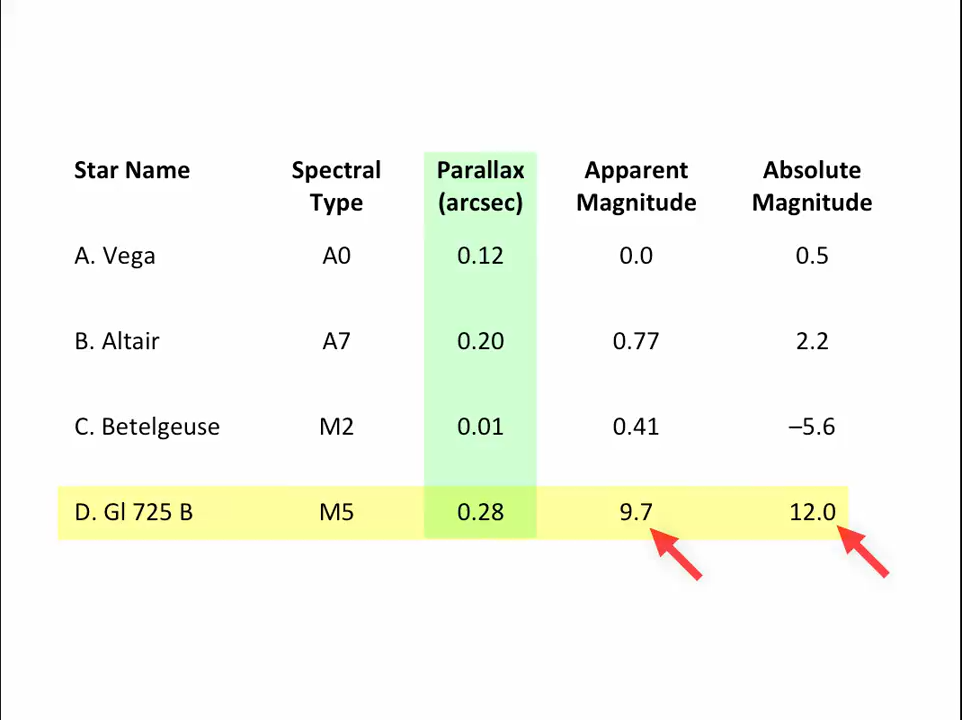 Star Name Spectral Type Parallax (arcsec) Apparent Magnitude Absolute Magnitude
A. Vega A0 0.12 0.0 0.5
B. Altair A7 0.20 0.77 2.2
C. Betelgeuse M2 0.01 0.41 –5.6
D. Gl 725 B M5 0.28 9.7 12.0